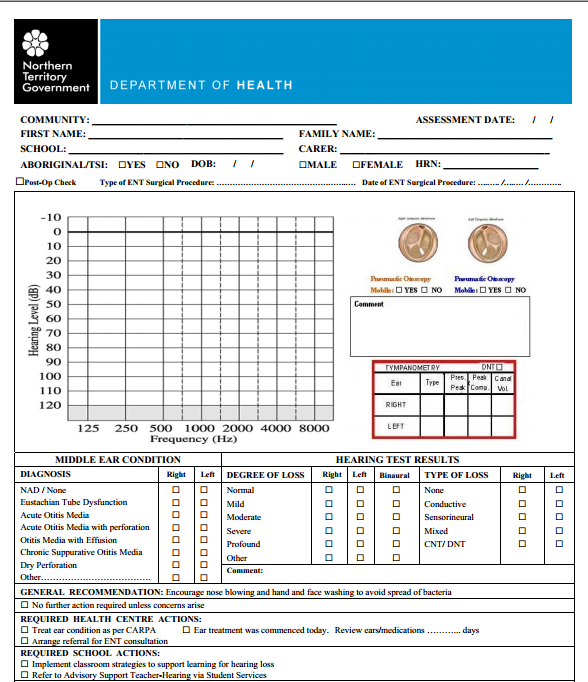 Northern
Territory
Government
DEPARTMENT OF HEALTH
COMMUNITY: ASSESSMENT DATE: / /
FIRST NAME: FAMILY NAME:
SCHOOL: CARER:
ABORIGINAL/TSI: ☐YES ☐NO DOB: / / ☐MALE ☐FEMALE HRN:
☐Post-Op Check Type of ENT Surgical Procedure: ........................................ Date of ENT Surgical Procedure: ......../......../............
Right Tympanic Membrane Left Tympanic Membrane
Pneumatic Otoscopy Pneumatic Otoscopy
Mobile: ☐ YES ☐ NO Mobile: ☐ YES ☐ NO
Comment
Hearing Level (dB)
-10
0
10
20
30
40
50
60
70
80
90
100
110
120
125 250 500 1000 2000 4000 8000
Frequency (Hz)
TYMPANOMETRY DNT ☐
Ear Type Pres. Peak Peak Comp. Canal Vol.
RIGHT
LEFT
MIDDLE EAR CONDITION HEARING TEST RESULTS
DIAGNOSIS Right Left DEGREE OF LOSS Right Left Binaural TYPE OF LOSS Right Left
NAD / None ☐ ☐ Normal ☐ ☐ ☐ None ☐ ☐
Eustachian Tube Dysfunction ☐ ☐ Mild ☐ ☐ ☐ Conductive ☐ ☐
Acute Otitis Media ☐ ☐ Moderate ☐ ☐ ☐ Sensorineural ☐ ☐
Acute Otitis Media with perforation ☐ ☐ Severe ☐ ☐ ☐ Mixed ☐ ☐
Otitis Media with Effusion ☐ ☐ Profound ☐ ☐ ☐ CNT/ DNT ☐ ☐
Chronic Suppurative Otitis Media ☐ ☐ Other ☐ ☐ ☐
Dry Perforation ☐ ☐ Comment:
Other.................................... ☐ ☐
GENERAL RECOMMENDATION: Encourage nose blowing and hand and face washing to avoid spread of bacteria
☐ No further action required unless concerns arise
REQUIRED HEALTH CENTRE ACTIONS:
☐ Treat ear condition as per CARPA ☐ Ear treatment was commenced today. Review ears/medications ........... days
☐ Arrange referral for ENT consultation
REQUIRED SCHOOL ACTIONS:
☐ Implement classroom strategies to support learning for hearing loss
☐ Refer to Advisory Support Teacher-Hearing via Student Services